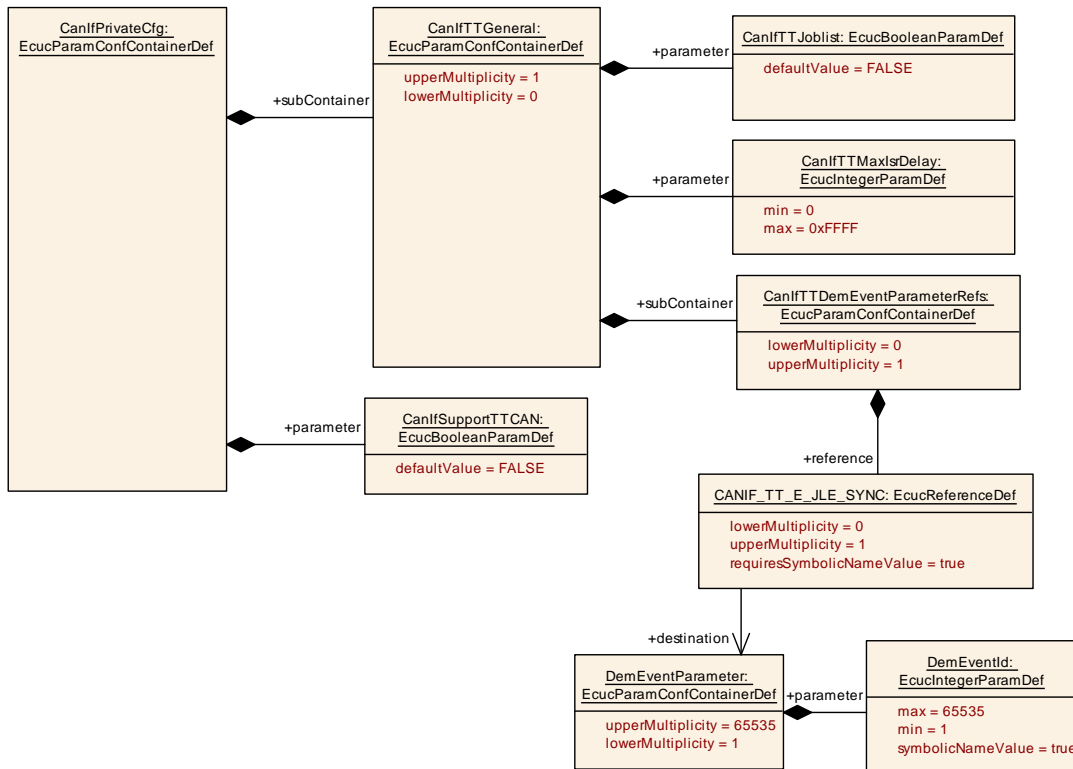 CanIfPrivateCfg:
EcucParamConfContainerDef
+subContainer
CanIfTTGeneral:
EcucParamConfContainerDef
upperMultiplicity = 1
lowerMultiplicity = 0
+parameter
CanIfTTJoblist: EcucBooleanParamDef
defaultValue = FALSE
+parameter
CanIfTTMaxIsrDelay:
EcucIntegerParamDef
min = 0
max = 0xFFFF
+subContainer
CanIfTTDemEventParameterRefs:
EcucParamConfContainerDef
lowerMultiplicity = 0
upperMultiplicity = 1
+parameter
CanIfSupportTTCAN:
EcucBooleanParamDef
defaultValue = FALSE
+reference
CANIF_TT_E_JLE_SYNC: EcucReferenceDef
lowerMultiplicity = 0
upperMultiplicity = 1
requiresSymbolicNameValue = true
+destination
DemEventParameter:
EcucParamConfContainerDef
upperMultiplicity = 65535
lowerMultiplicity = 1
+parameter
DemEventId:
EcucIntegerParamDef
max = 65535
min = 1
symbolicNameValue = true